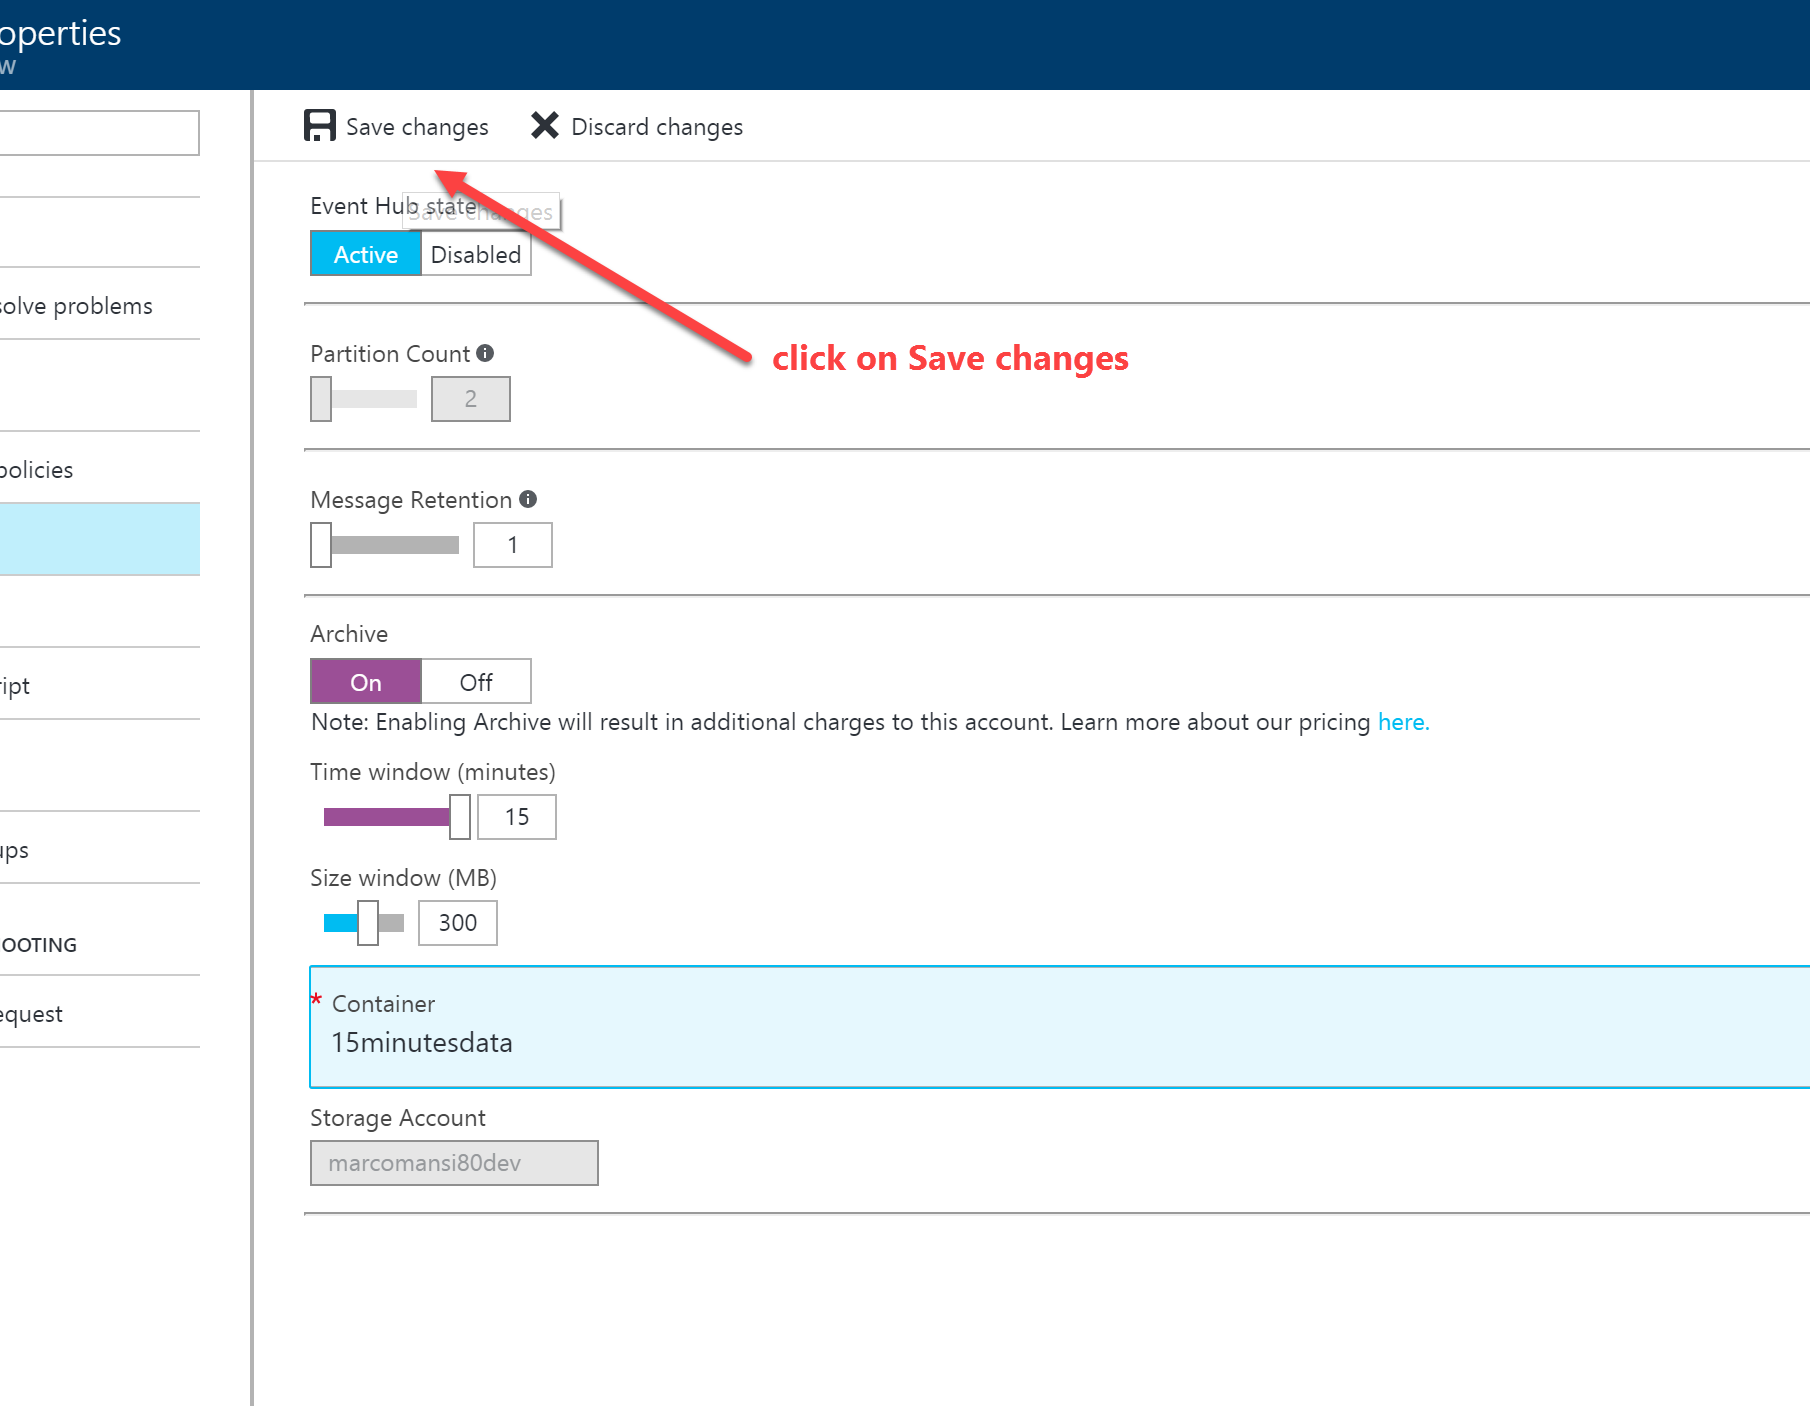 operties
w
Save changes
Discard changes
Event Hub state
Save changes
Active
Disabled
solve problems
Partition Count
click on Save changes
2
policies
Message Retention
1
Archive
On
Off
ript
Note: Enabling Archive will result in additional charges to this account. Learn more about our pricing here.
Time window (minutes)
15
ups
Size window (MB)
300
OOTING
* Container
equest
15minutesdata
Storage Account
marcomansi80dev